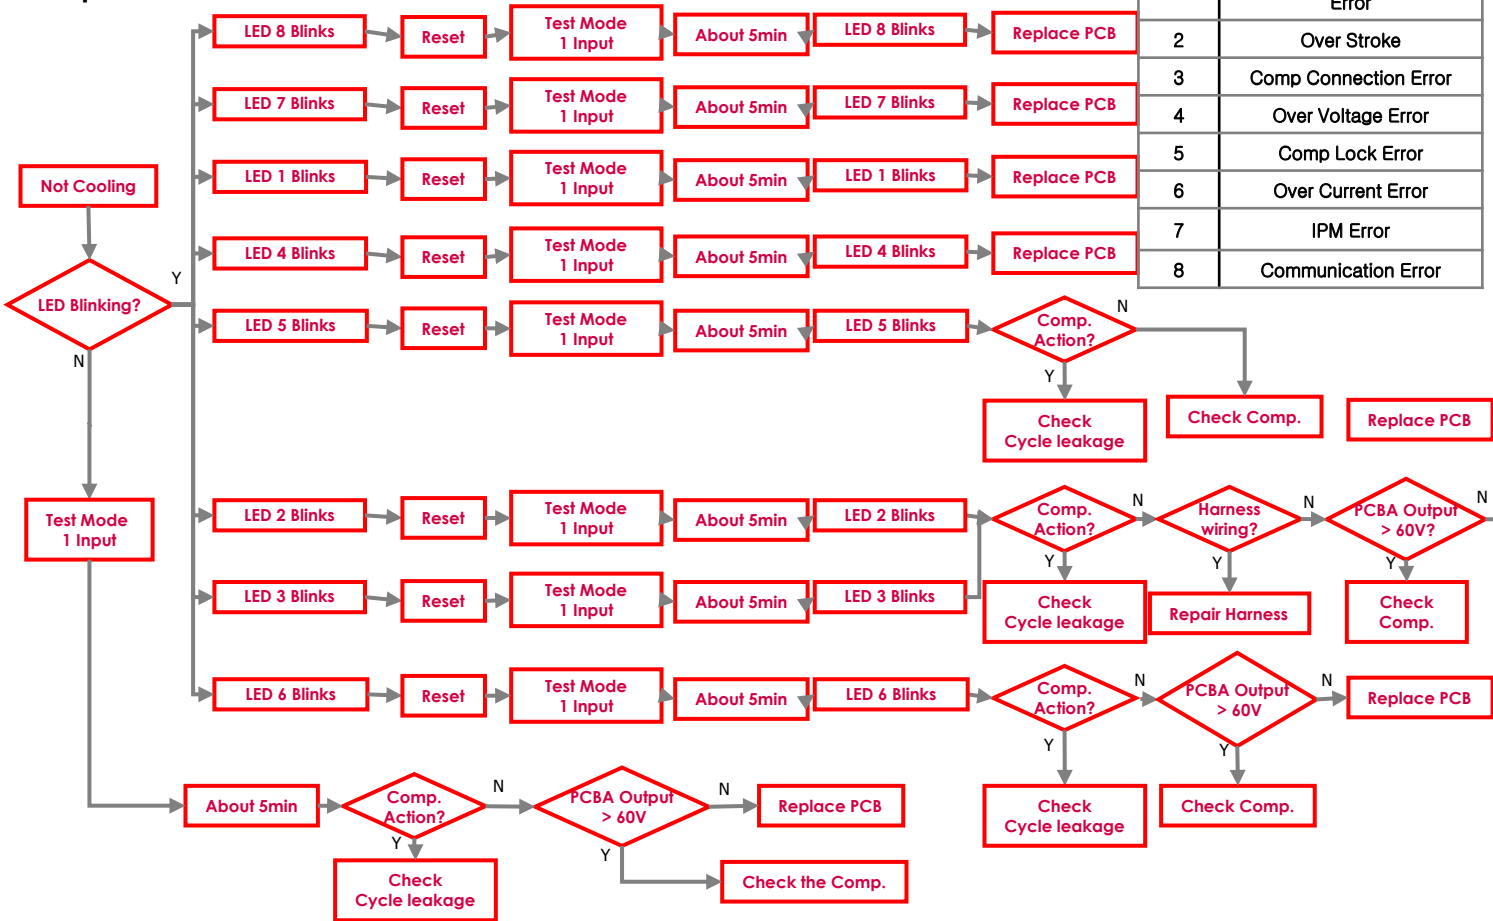 Error
2 Over Stroke
3 Comp Connection Error
4 Over Voltage Error
5 Comp Lock Error
6 Over Current Error
7 IPM Error
8 Communication Error
LED 8 Blinks
Reset
Test Mode
1 Input
About 5min
LED 8 Blinks
Replace PCB
LED 7 Blinks
Reset
Test Mode
1 Input
About 5min
LED 7 Blinks
Replace PCB
Not Cooling
LED 1 Blinks
Reset
Test Mode
1 Input
About 5min
LED 1 Blinks
Replace PCB
LED 4 Blinks
Reset
Test Mode
1 Input
About 5min
LED 4 Blinks
Replace PCB
LED Blinking?
Y
N
LED 5 Blinks
Reset
Test Mode
1 Input
About 5min
LED 5 Blinks
Comp.
Action?
N
Y
Check
Cycle leakage
Check Comp.
Replace PCB
Test Mode
1 Input
LED 2 Blinks
Reset
Test Mode
1 Input
About 5min
LED 2 Blinks
Comp.
Action?
N
Harness
wiring?
N
PCBA Output
> 60V?
N
Y
Y
Y
LED 3 Blinks
Reset
Test Mode
1 Input
About 5min
LED 3 Blinks
Check
Cycle leakage
Repair Harness
Check
Comp.
LED 6 Blinks
Reset
Test Mode
1 Input
About 5min
LED 6 Blinks
Comp.
Action?
N
PCBA Output
> 60V
N
Replace PCB
Y
Y
Check
Cycle leakage
Check Comp.
About 5min
Comp.
Action?
N
PCBA Output
> 60V
N
Replace PCB
Y
Y
Check
Cycle leakage
Check the Comp.